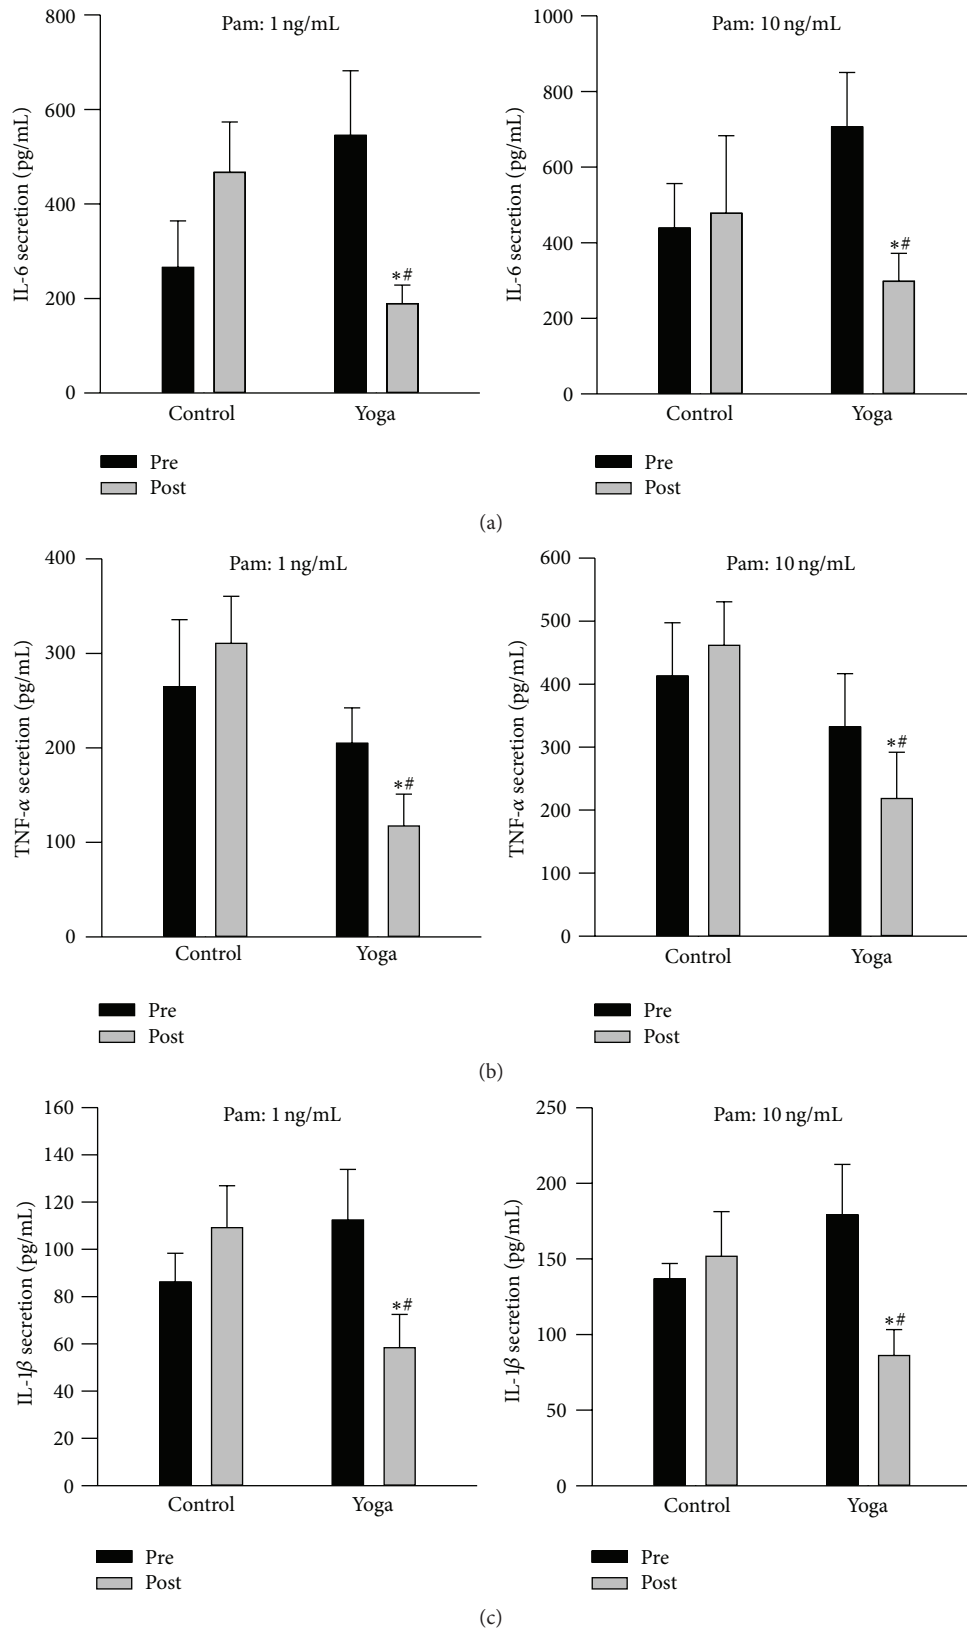 Pam: 1 ng/mL
IL-6 secretion (pg/mL)
800
600
400
200
0
*#
Control
Yoga
Pre
Post
Pam: 10 ng/mL
IL-6 secretion (pg/mL)
1000
800
600
400
200
0
*#
Control
Yoga
Pre
Post
(a)
Pam: 1 ng/mL
TNF-α secretion (pg/mL)
400
300
200
100
0
*#
Control
Yoga
Pre
Post
Pam: 10 ng/mL
TNF-α secretion (pg/mL)
600
500
400
300
200
100
0
*#
Control
Yoga
Pre
Post
(b)
Pam: 1 ng/mL
IL-1β secretion (pg/mL)
160
140
120
100
80
60
40
20
0
*#
Control
Yoga
Pre
Post
Pam: 10 ng/mL
IL-1β secretion (pg/mL)
250
200
150
100
50
0
*#
Control
Yoga
Pre
Post
(c)